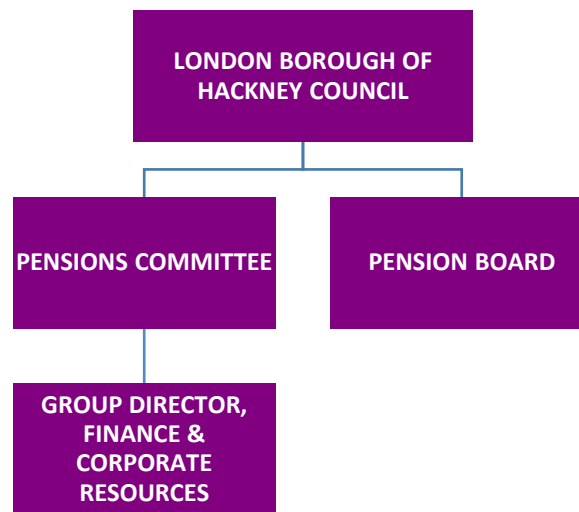 LONDON BOROUGH OF
HACKNEY COUNCIL
PENSIONS COMMITTEE
PENSION BOARD
GROUP DIRECTOR,
FINANCE &
CORPORATE
RESOURCES